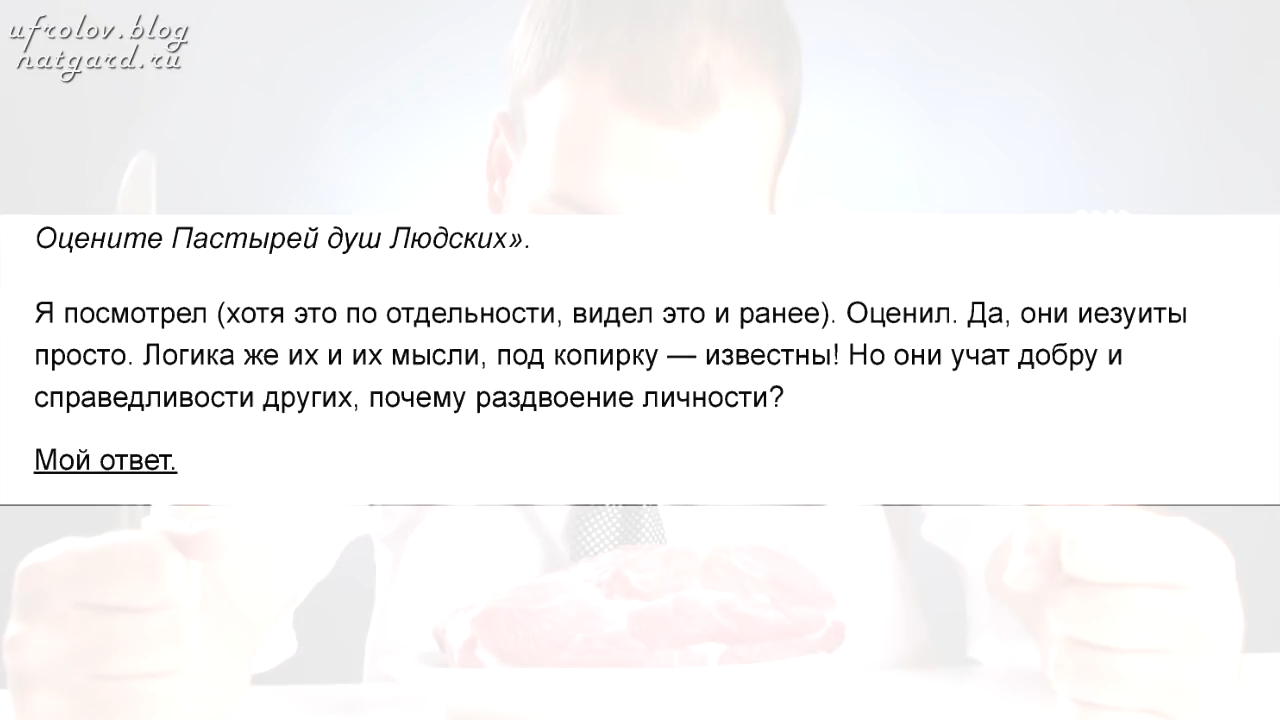 ufrolov.blog
natgard.ru
Оцените Пастырей душ Людских».
Я посмотрел (хотя это по отдельности, видел это и ранее). Оценил. Да, они иезуиты
просто. Логика же их и их мысли, под копирку — известны! Но они учат добру и
справедливости других, почему раздвоение личности?
Мой ответ.